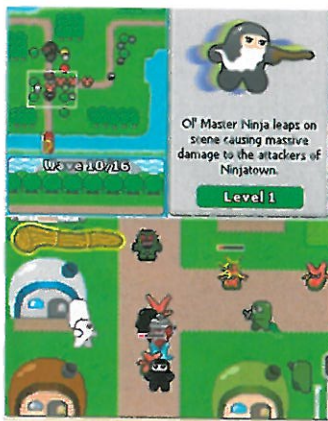 Wave 10/16
Ol' Master Ninja leaps on
scene causing massive
damage to the attackers of
Ninjatown.
Level 1